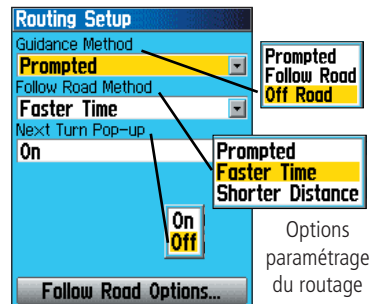 Routing Setup
Guidance Method
Prompted
Follow Road Method
Faster Time
Next Turn Pop-up
On
On
Off
Follow Road Options...
Prompted
Follow Road
Off Road
Prompted
Faster Time
Shorter Distance
Options
paramétrage
du routage